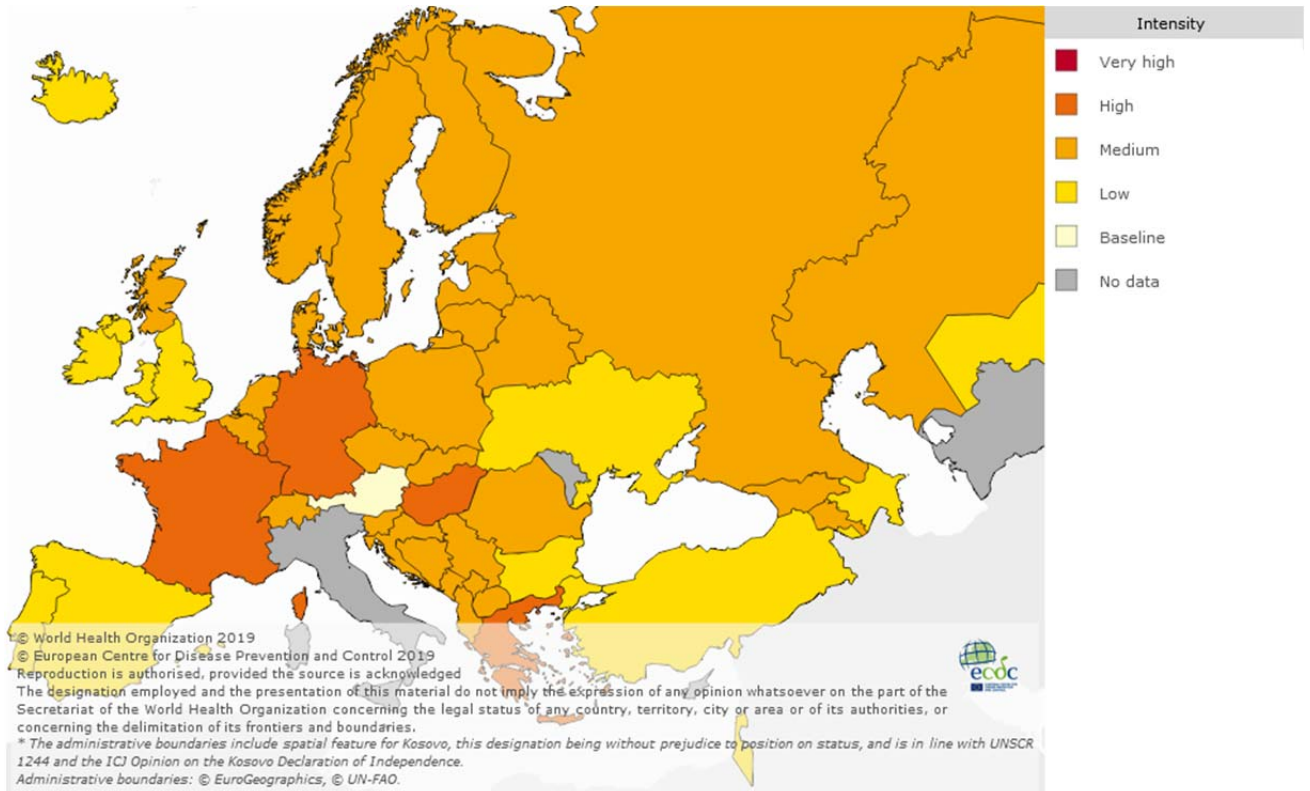 Intensity
Very high
High
Medium
Low
Baseline
No data
© World Health Organization 2019
© European Centre for Disease Prevention and Control 2019
Reproduction is authorised, provided the source is acknowledged
The designation employed and the presentation of this material do not imply the expression of any opinion whatsoever on the part of the
Secretariat of the World Health Organization concerning the legal status of any country, territory, city or area or of its authorities, or
concerning the delimitation of its frontiers and boundaries.
* The administrative boundaries include spatial feature for Kosovo, this designation being without prejudice to position on status, and is in line with UNSCR
1244 and the ICJ Opinion on the Kosovo Declaration of Independence.
Administrative boundaries: © EuroGeographics, © UN-FAO.
ecdc